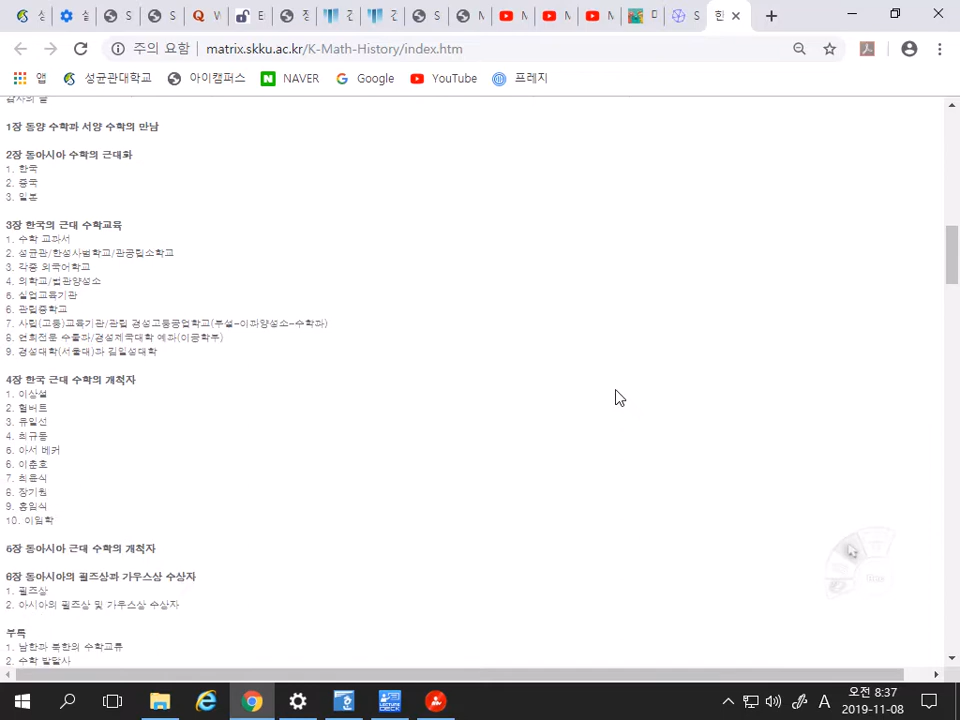 주의 요함 matrix.skku.ac.kr/K-Math-History/index.htm
앱 성균관대학교 아이캠퍼스 NAVER Google YouTube 프레지
감사의 글
1장 동양 수학과 서양 수학의 만남
2장 동아시아 수학의 근대화
1. 한국
2. 중국
3. 일본
3장 한국의 근대 수학교육
1. 수학 교과서
2. 성균관/한성사범학교/관공립소학교
3. 각종 외국어학교
4. 의학교/법관양성소
5. 실업교육기관
6. 관립중학교
7. 사립(고등)교육기관/관립 경성고등공업학교(부설-이과양성소-수학과)
8. 연희전문 수물과/경성제국대학 예과(이공학부)
9. 경성대학(서울대)과 김일성대학
4장 한국 근대 수학의 개척자
1. 이상설
2. 헐버트
3. 유일선
4. 최규동
5. 아서 베커
6. 이춘호
7. 최윤식
8. 장기원
9. 홍임식
10. 이임학
5장 동아시아 근대 수학의 개척자
6장 동아시아의 필즈상과 가우스상 수상자
1. 필즈상
2. 아시아의 필즈상 및 가우스상 수상자
부록
1. 남한과 북한의 수학교류
2. 수학 발달사
A 오전 8:37
2019-11-08